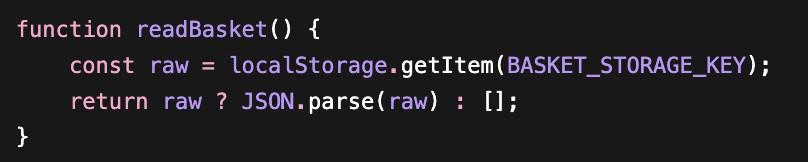 function readBasket() {
    const raw = localStorage.getItem(BASKET_STORAGE_KEY);
    return raw ? JSON.parse(raw) : [];
}